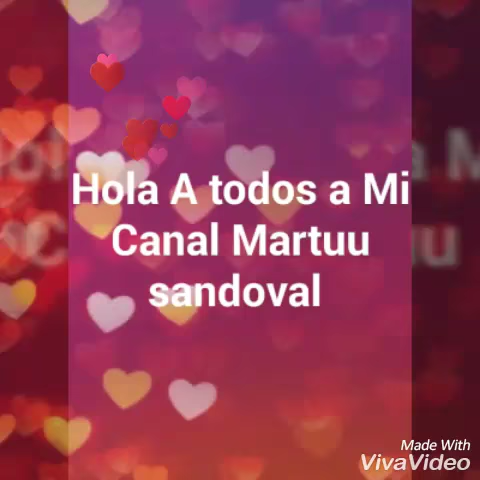 Hola A todos a Mi
Canal Martuu
sandoval
Made With
VivaVideo